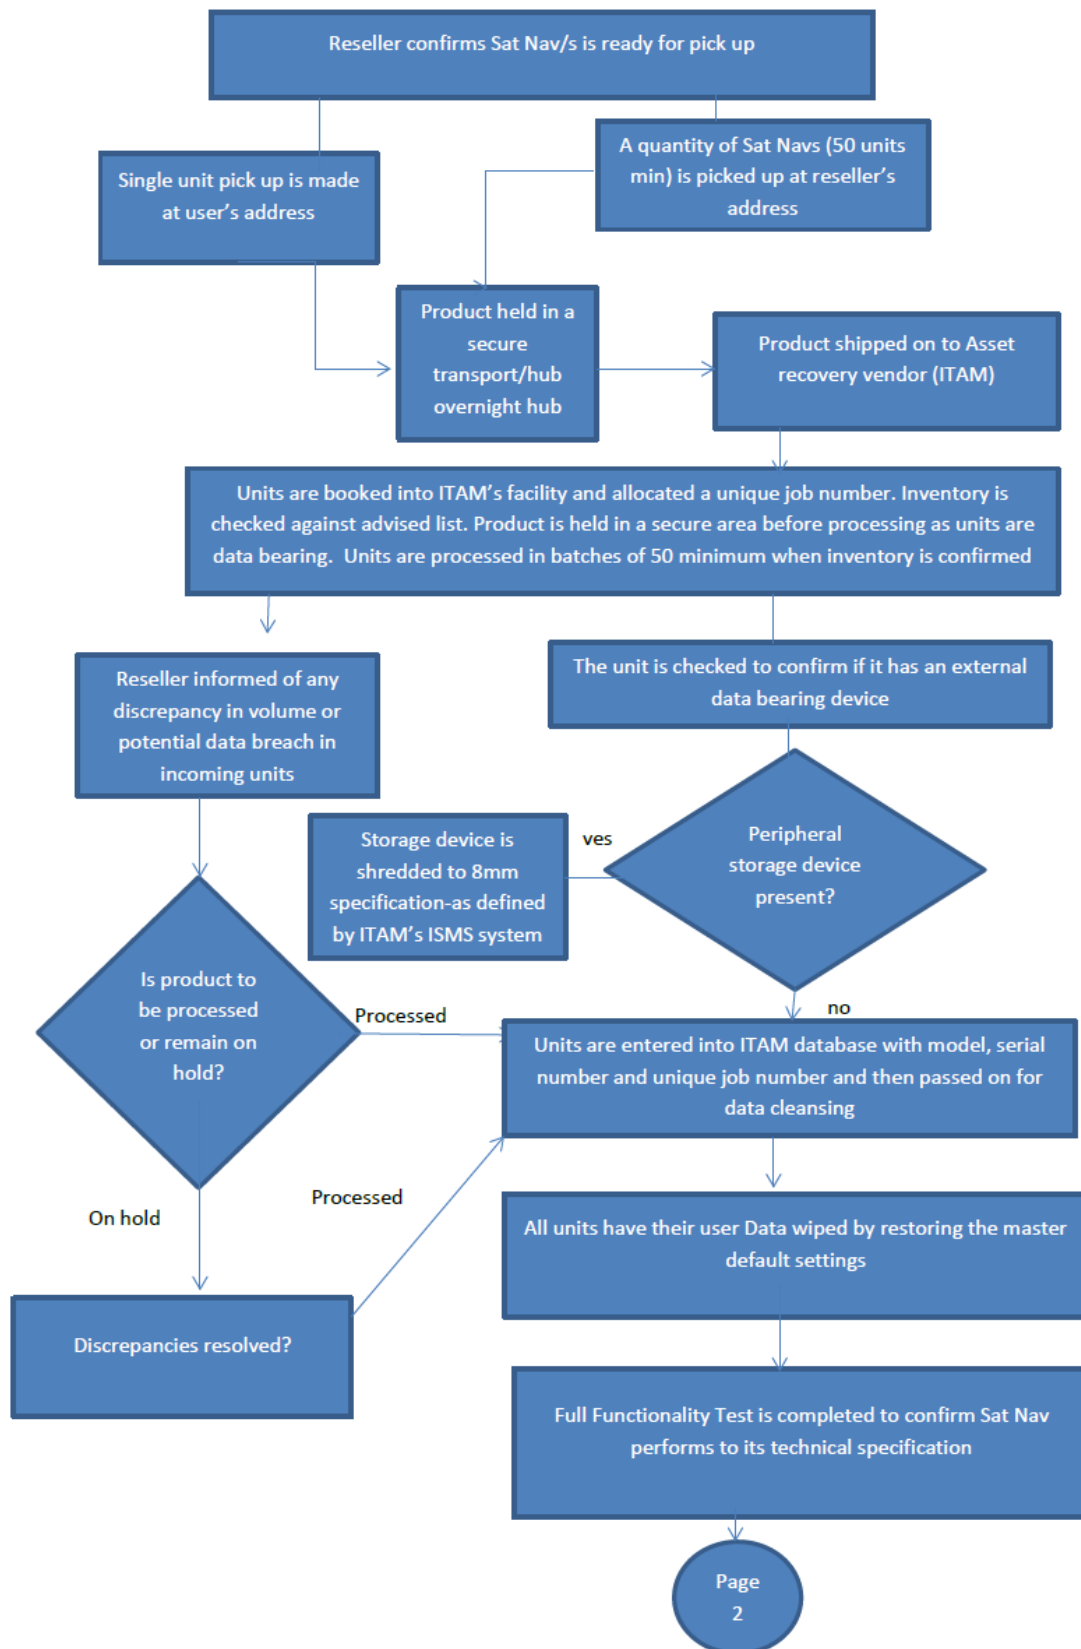 Reseller confirms Sat Nav/s is ready for pick up
Single unit pick up is made
at user's address
A quantity of Sat Navs (50 units
min) is picked up at reseller's
address
Product held in a
secure
transport/hub
overnight hub
Product shipped on to Asset
recovery vendor (ITAM)
Units are booked into ITAM's facility and allocated a unique job number. Inventory is
checked against advised list. Product is held in a secure area before processing as units are
data bearing.  Units are processed in batches of 50 minimum when inventory is confirmed
Reseller informed of any
discrepancy in volume or
potential data breach in
incoming units
The unit is checked to confirm if it has an external
data bearing device
Peripheral
storage device
present?
yes
Storage device is
shredded to 8mm
specification-as defined
by ITAM's ISMS system
no
Is product to
be processed
or remain on
hold?
Processed
Units are entered into ITAM database with model, serial
number and unique job number and then passed on for
data cleansing
On hold
Processed
Discrepancies resolved?
All units have their user Data wiped by restoring the master
default settings
Full Functionality Test is completed to confirm Sat Nav
performs to its technical specification
Page
2